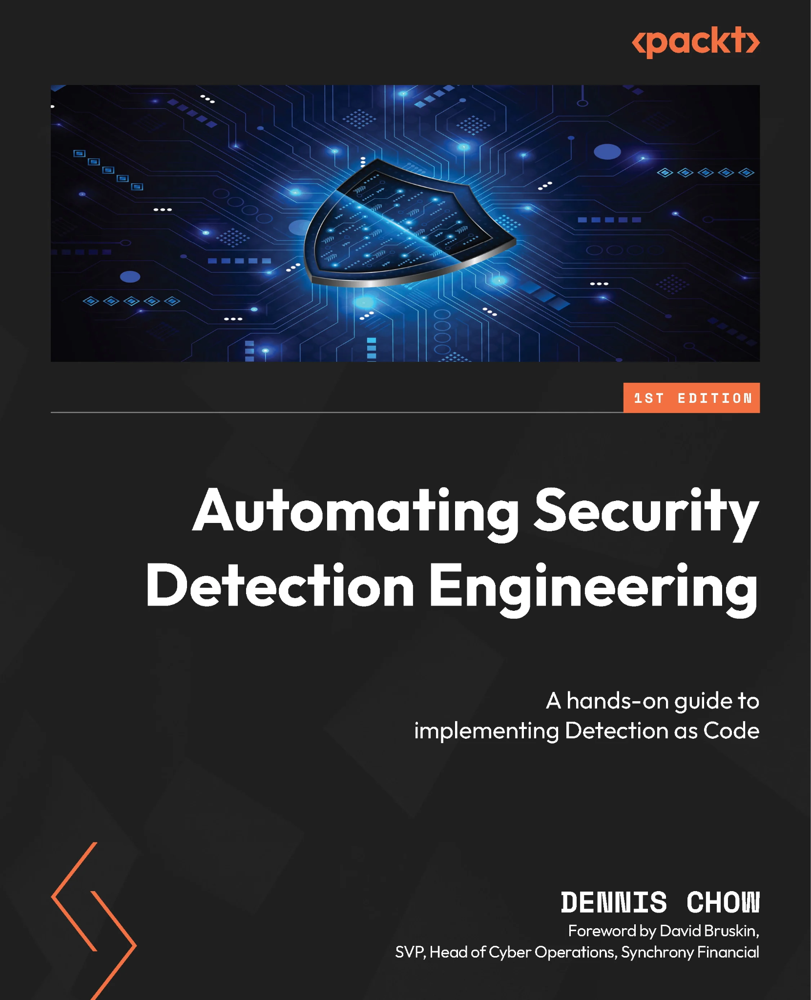 <packt>
1ST EDITION
Automating Security
Detection Engineering
A hands-on guide to
implementing Detection as Code
DENNIS CHOW
Foreword by David Bruskin,
SVP, Head of Cyber Operations, Synchrony Financial